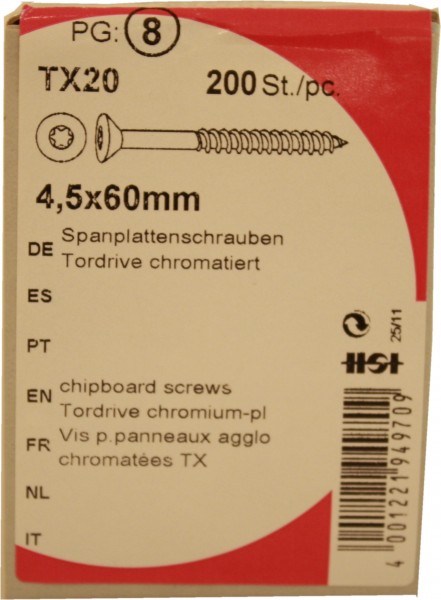 PG: 8
TX20 200 St./pc.
4,5x60mm
DE Spanplattenschrauben
Tordrive chromatiert
ES
PT
EN chipboard screws
Tordrive chromium-pl
FR Vis p.panneaux agglo
chromatées TX
NL
IT
25/11
HSI
4 001221 949709